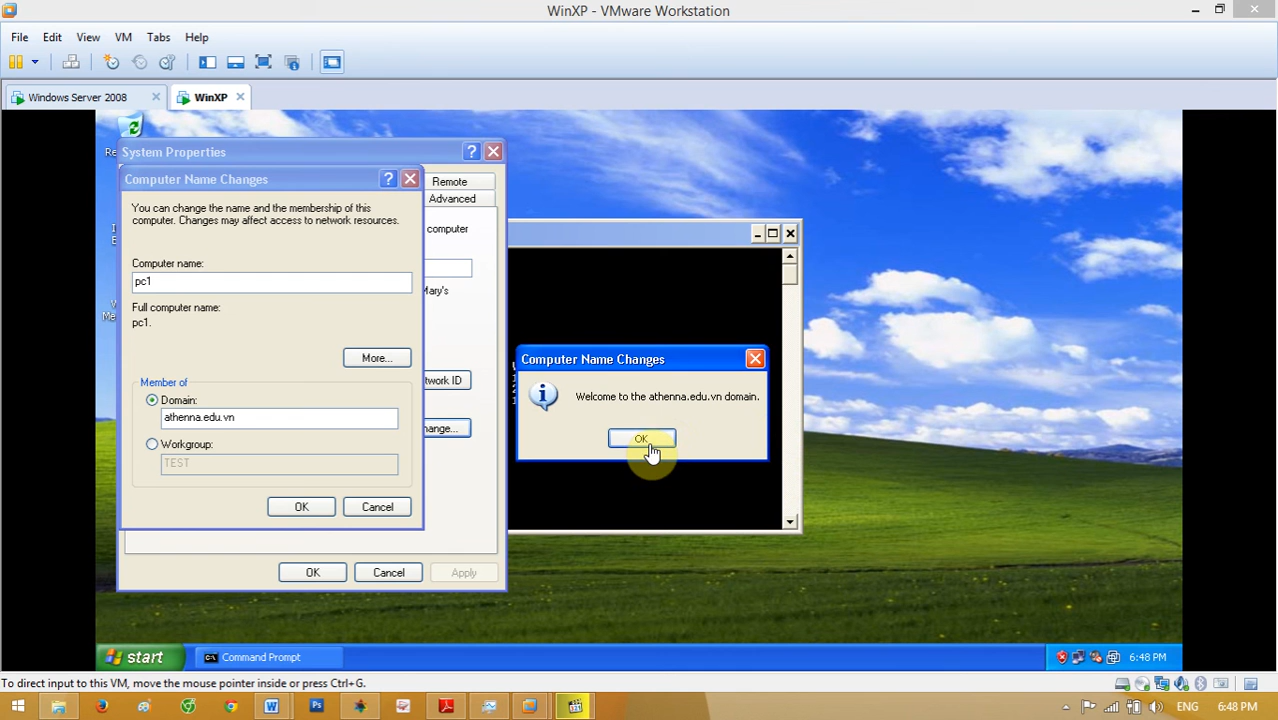 WinXP - VMware Workstation
File Edit View VM Tabs Help
Windows Server 2008
WinXP
System Properties
Computer Name Changes
Remote
Advanced
You can change the name and the membership of this
computer. Changes may affect access to network resources.
computer
Computer name:
pc1
Mary's
Full computer name:
pc1.
More...
Member of
Domain:
athenna.edu.vn
Workgroup:
TEST
OK Cancel
twork ID
hange...
OK Cancel Apply
Computer Name Changes
Welcome to the athenna.edu.vn domain.
OK
start
Command Prompt
6:48 PM
To direct input to this VM, move the mouse pointer inside or press Ctrl+G.
ENG 6:48 PM